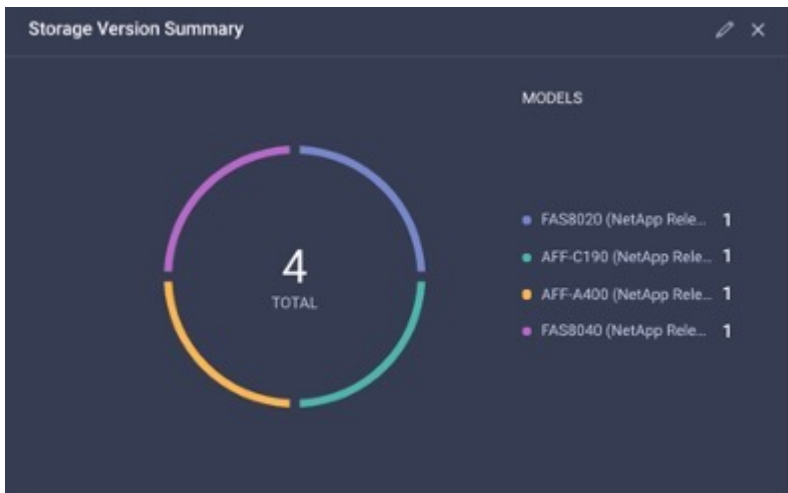 Storage Version Summary
MODELS
FAS8020 (NetApp Rele... 1
AFF-C190 (NetApp Rele... 1
AFF-A400 (NetApp Rele... 1
FAS8040 (NetApp Rele... 1
4
TOTAL